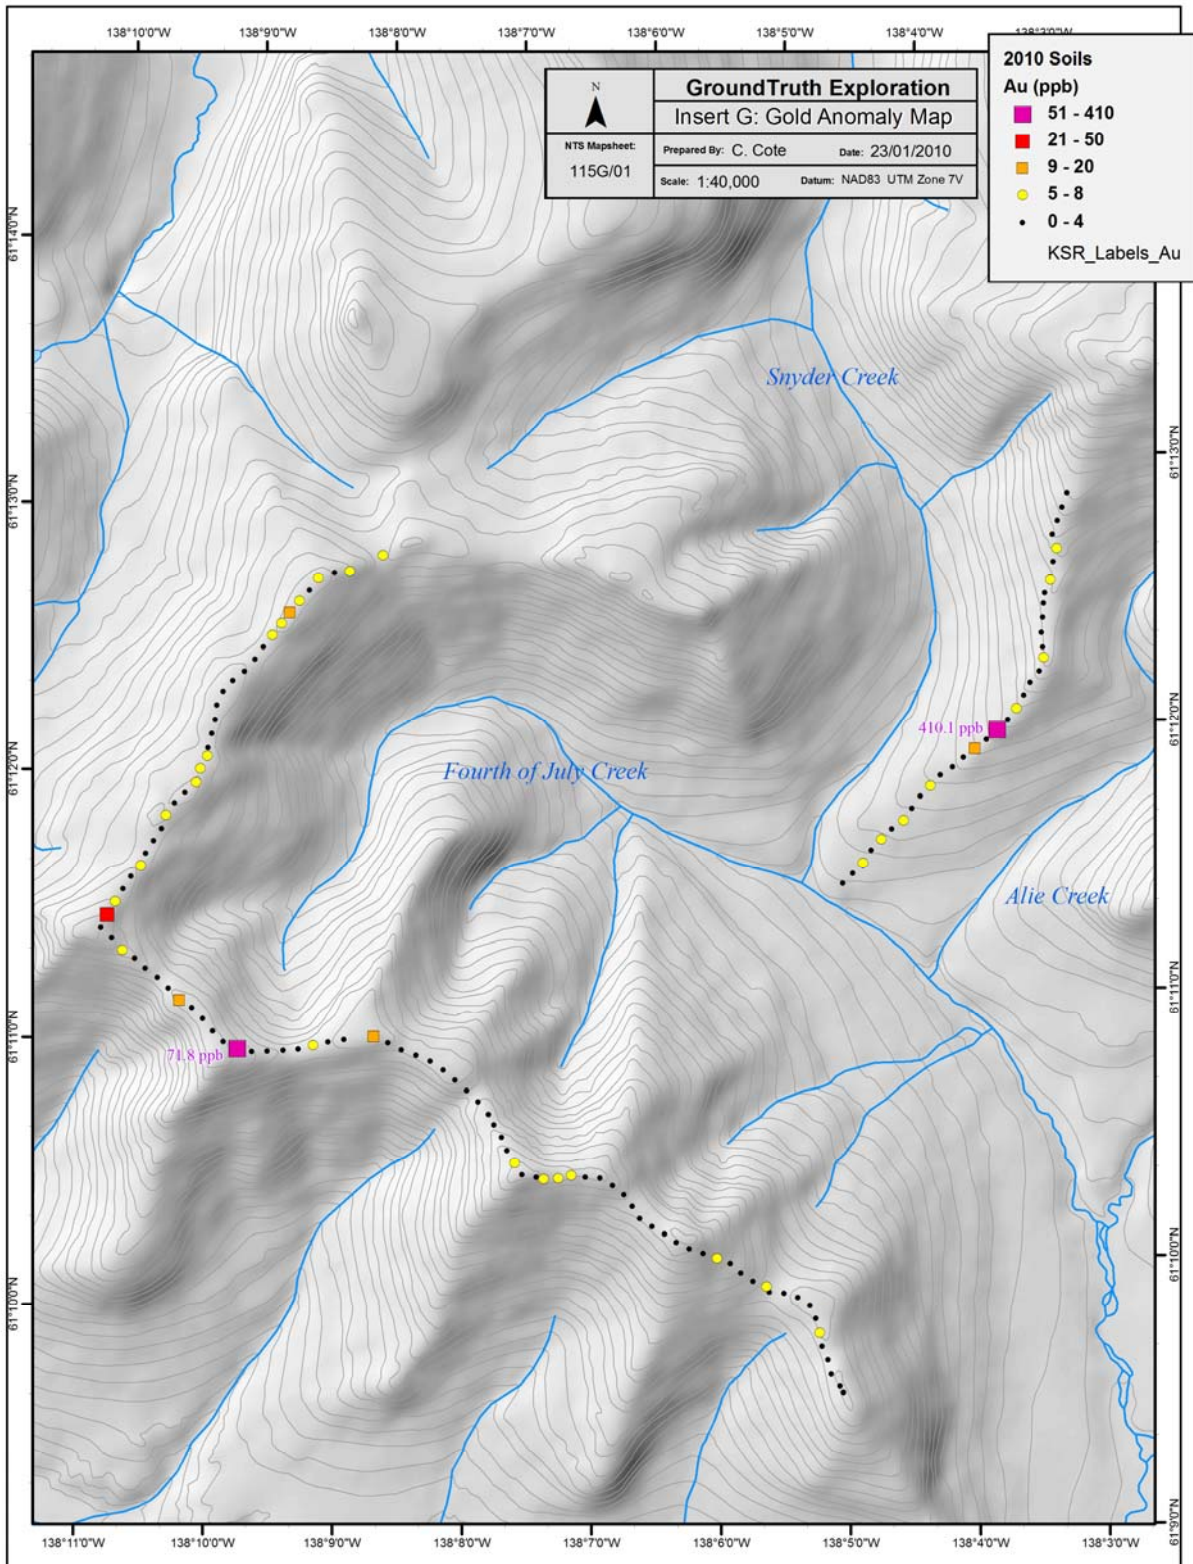 138°10'0"W 138°9'0"W 138°8'0"W 138°7'0"W 138°6'0"W 138°5'0"W 138°4'0"W
2010 Soils
Au (ppb)
51 - 410
21 - 50
9 - 20
5 - 8
0 - 4
KSR_Labels_Au
N
NTS Mapsheet:
115G/01
GroundTruth Exploration
Insert G: Gold Anomaly Map
Prepared By: C. Cote Date: 23/01/2010
Scale: 1:40,000 Datum: NAD83 UTM Zone 7V
61°14'0"N
Snyder Creek
61°13'0"N
61°13'0"N
410.1 ppb
61°12'0"N
Fourth of July Creek
61°12'0"N
Alie Creek
61°11'0"N
61°11'0"N
71.8 ppb
61°10'0"N
61°10'0"N
61°9'0"N
138°11'0"W 138°10'0"W 138°9'0"W 138°8'0"W 138°7'0"W 138°6'0"W 138°5'0"W 138°4'0"W 138°3'0"W